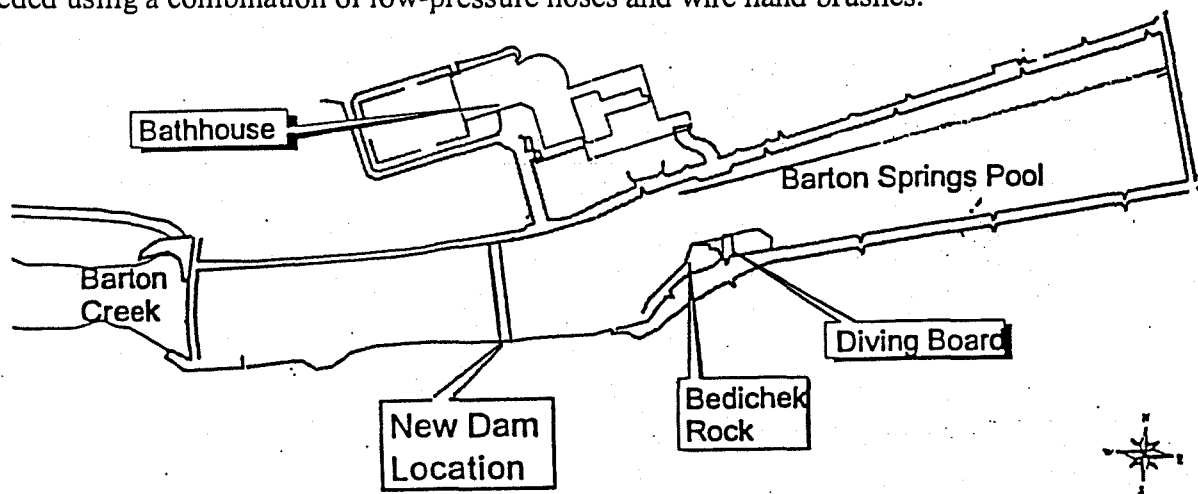 eded using a combination of low-pressure hoses and wire hand brushes.
Bathhouse
Barton Springs Pool
Barton
Creek
Diving Board
Bedichek
Rock
New Dam
Location